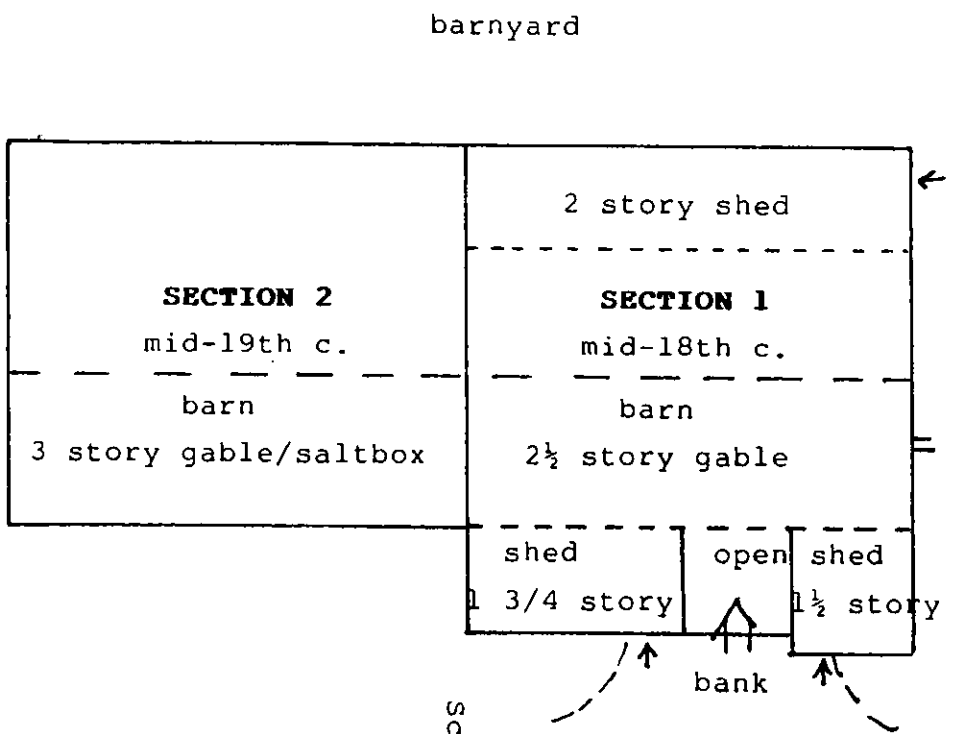 barnyard
2 story shed
SECTION 2
mid-19th c.
barn
3 story gable/saltbox
SECTION 1
mid-18th c.
barn
2½ story gable
shed
1 3/4 story
open
shed
1½ story
bank